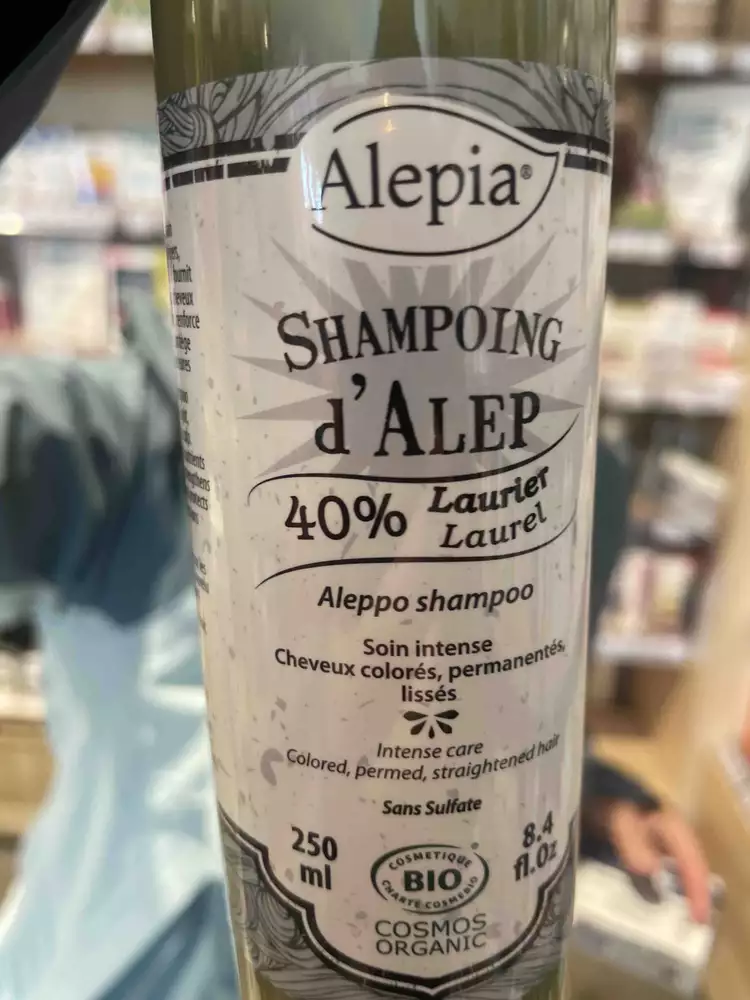 Alepia®
SHAMPOING
d'ALEP
40% Laurier
Laurel
Aleppo shampoo
Soin intense
Cheveux colorés, permanentés,
lissés
Intense care
Colored, permed, straightened hair
Sans Sulfate
250
ml
8.4
fl.Oz
COSMETIQUE
BIO
CHARTE COSMEBIO
COSMOS
ORGANIC